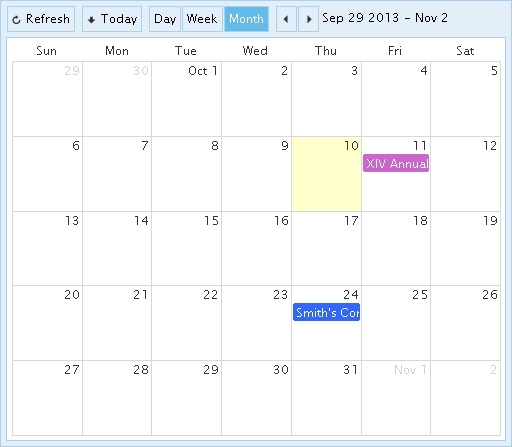 Refresh Today Day Week Month Sep 29 2013 - Nov 2
Sun Mon Tue Wed Thu Fri Sat
29 30 Oct 1 2 3 4 5
6 7 8 9 10 11 12
XIV Annual
13 14 15 16 17 18 19
20 21 22 23 24 25 26
Smith's Cor
27 28 29 30 31 Nov 1 2